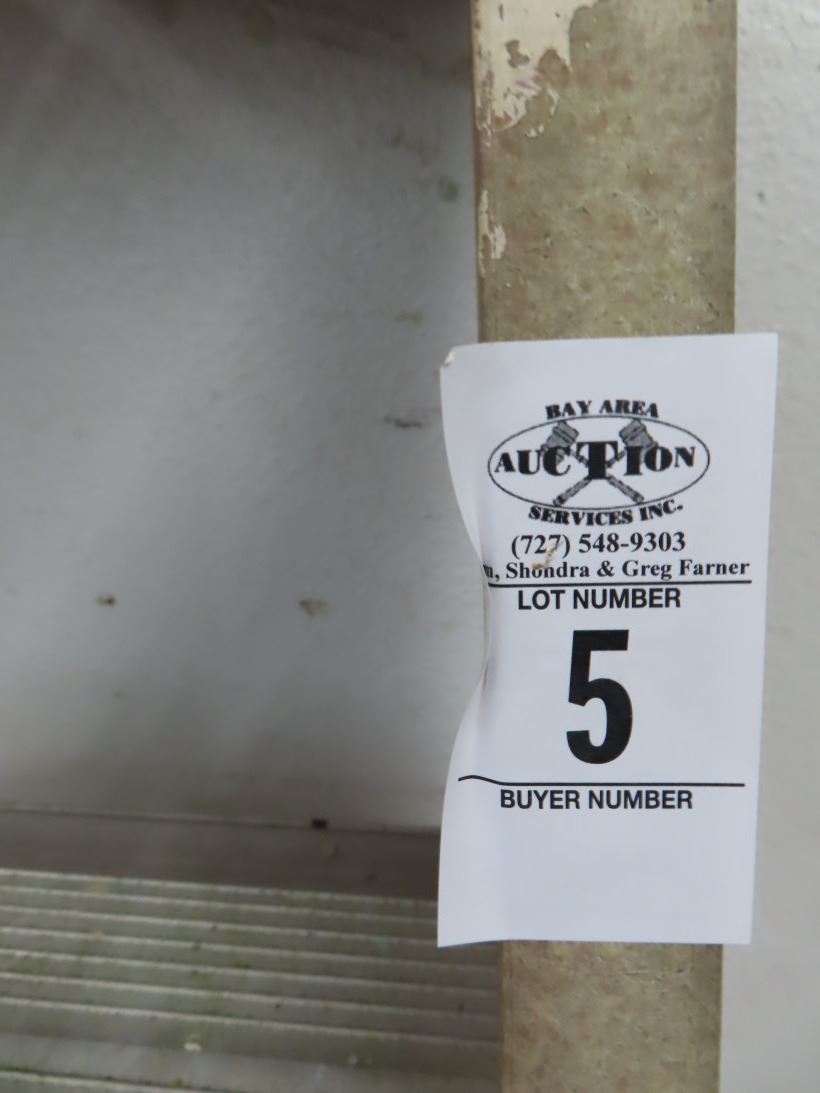 BAY AREA
AUCTION
SERVICES INC.
(727) 548-9303
Shondra & Greg Farner
LOT NUMBER
5
BUYER NUMBER